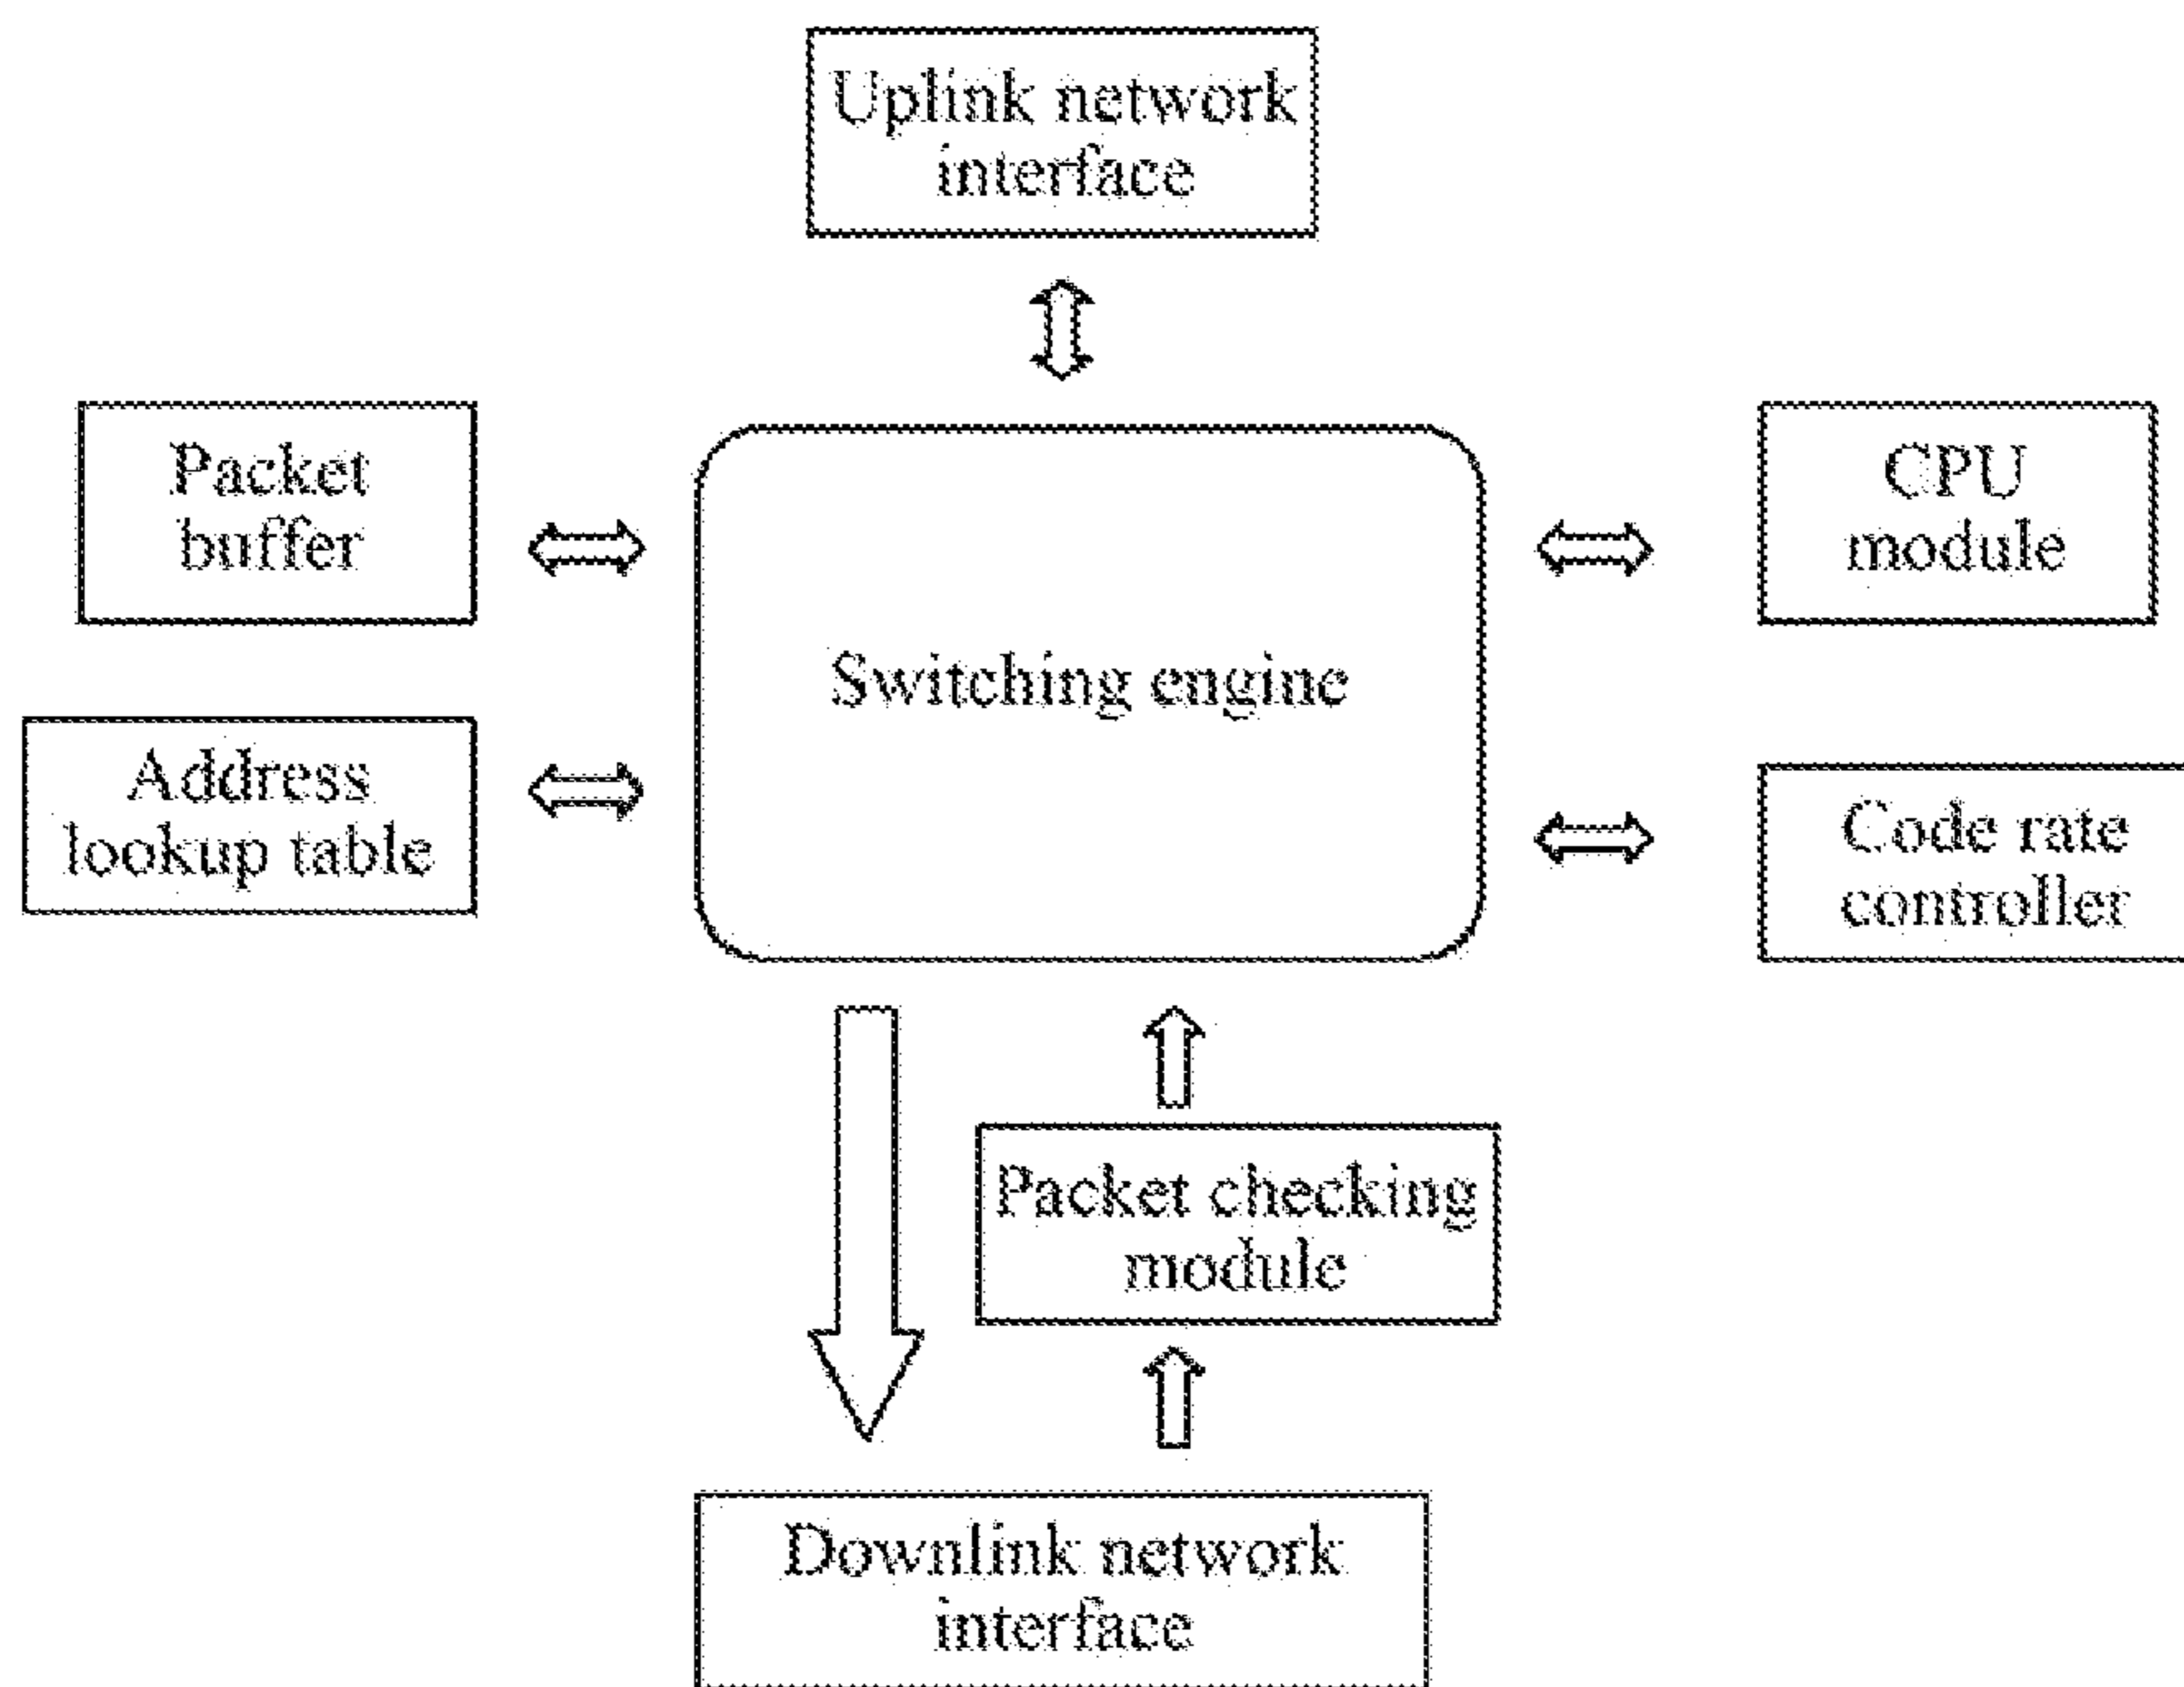 Uplink network
interface
Packet
buffer
CPU
module
Switching engine
Address
lookup table
Code rate
controller
Packet checking
module
Downlink network
interface